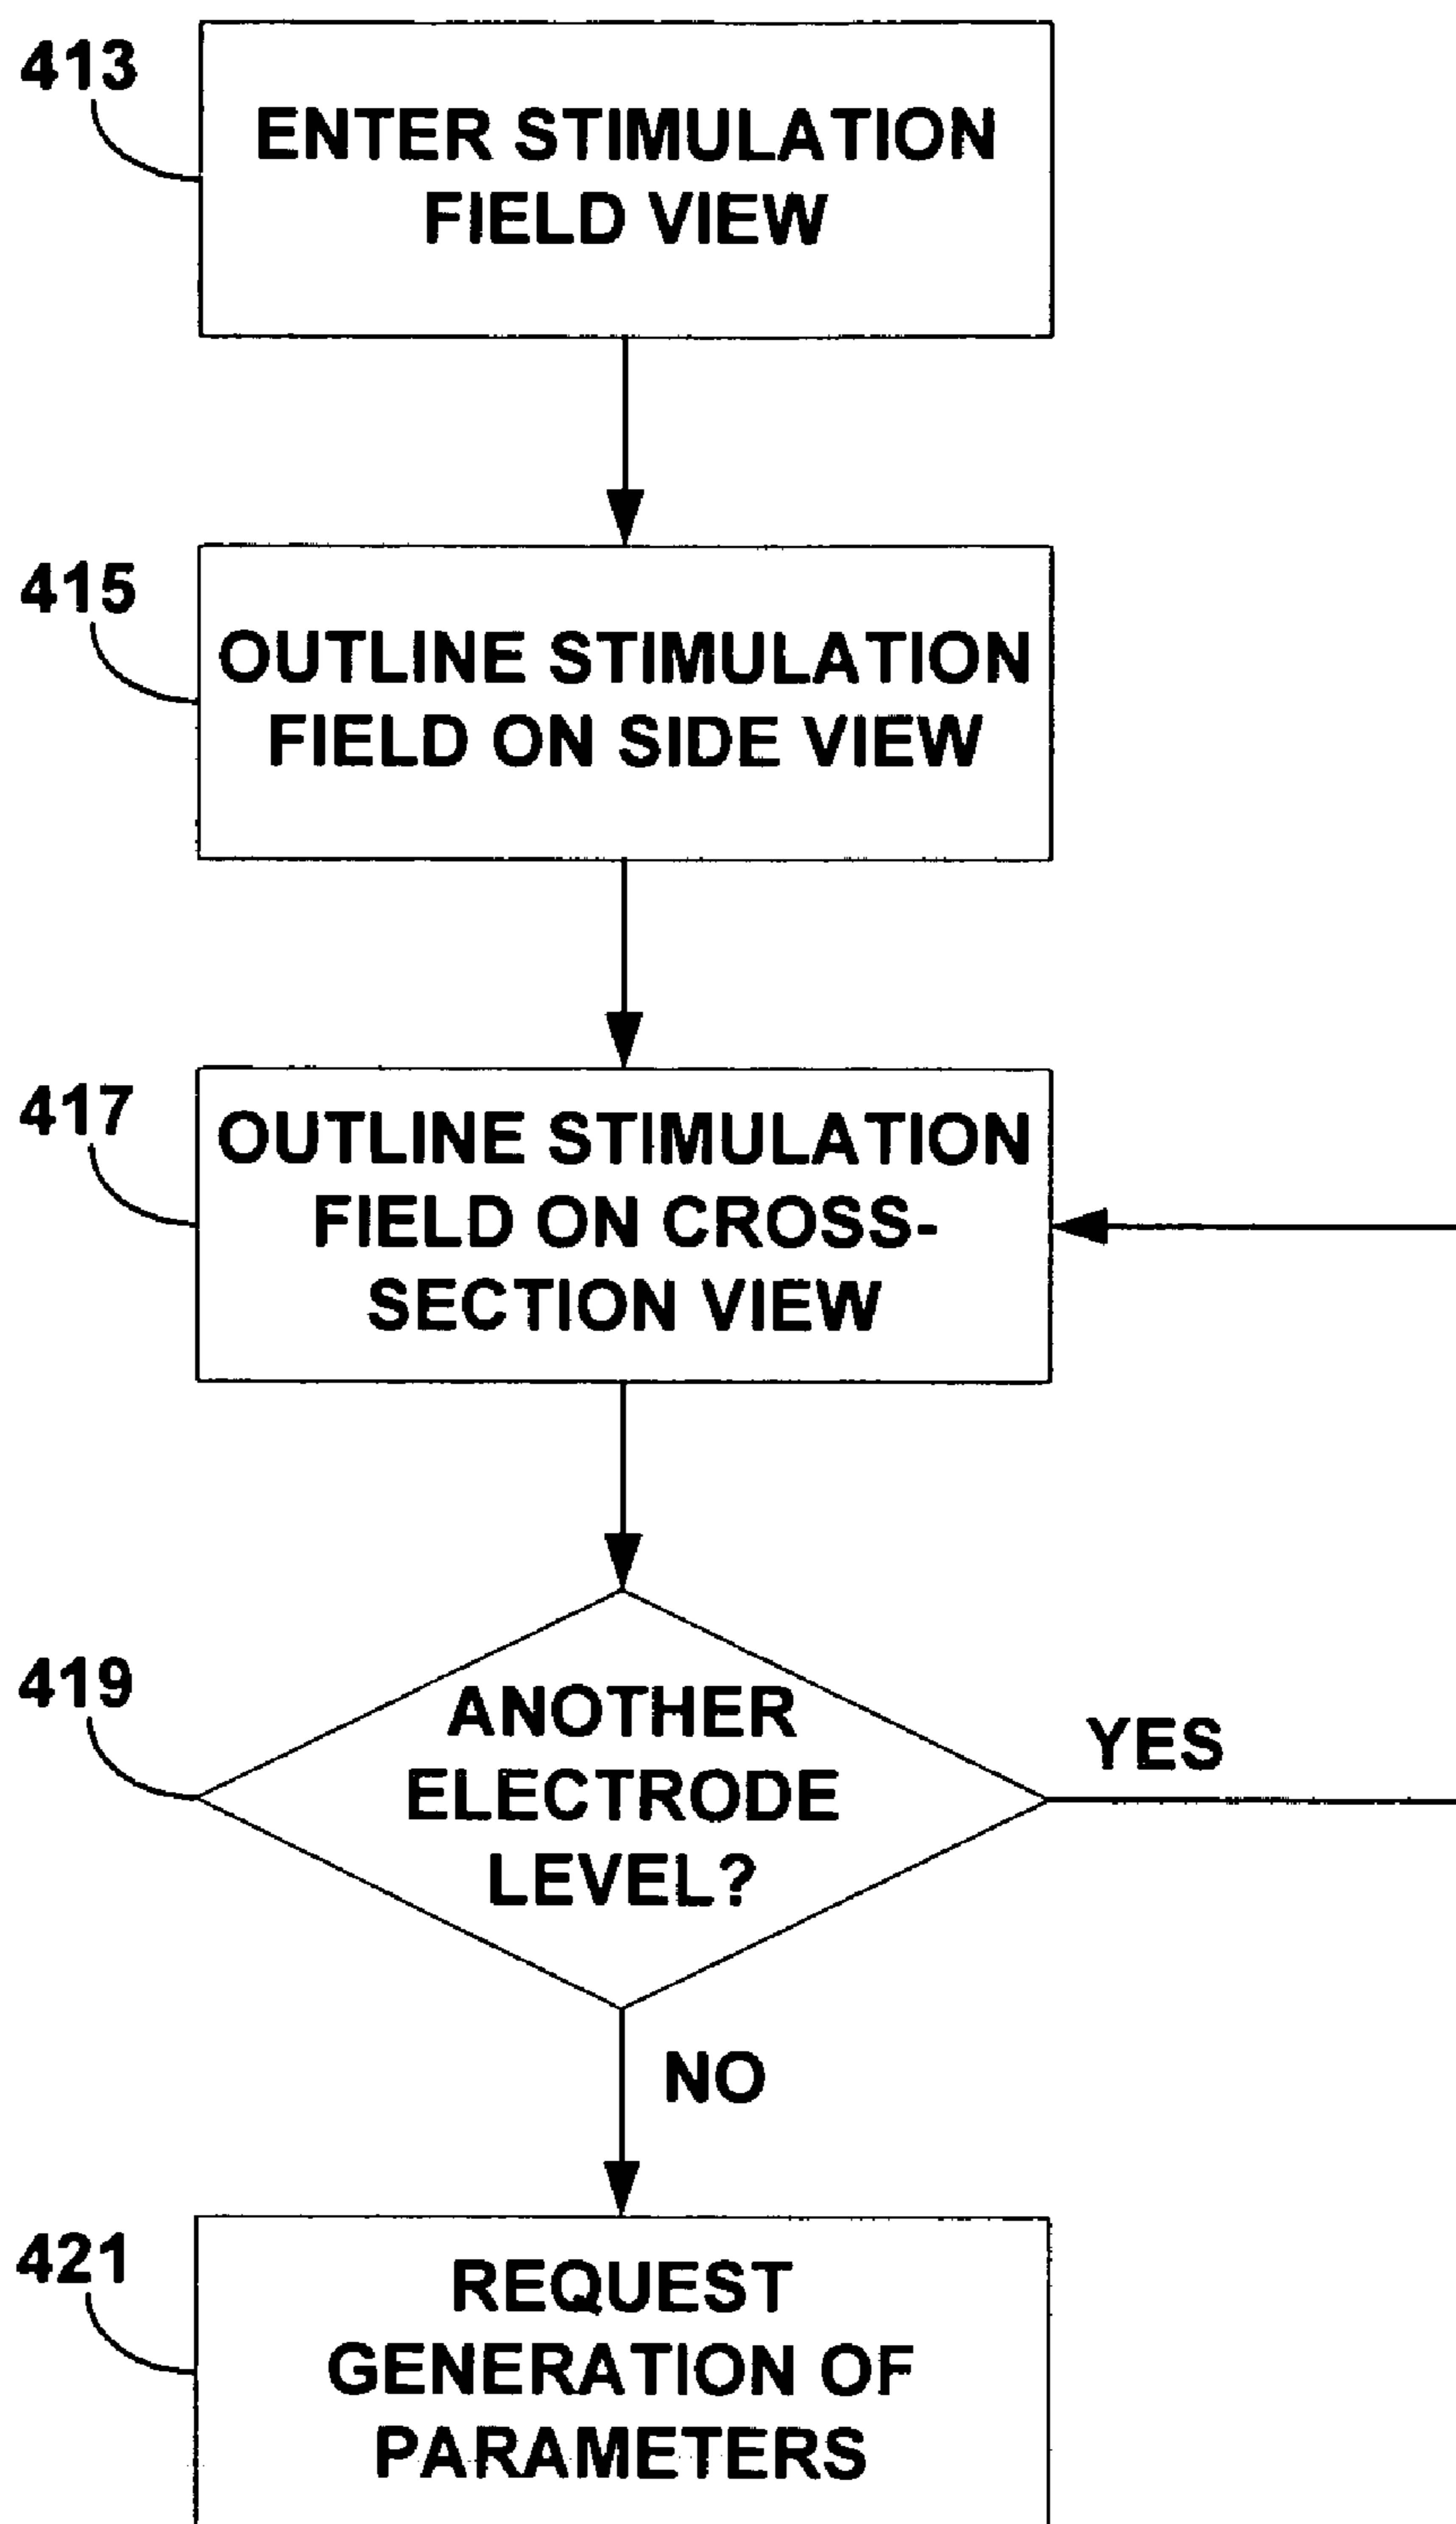 413
ENTER STIMULATION
FIELD VIEW
415
OUTLINE STIMULATION
FIELD ON SIDE VIEW
417
OUTLINE STIMULATION
FIELD ON CROSS-
SECTION VIEW
419
ANOTHER
ELECTRODE
LEVEL?
YES
NO
421
REQUEST
GENERATION OF
PARAMETERS